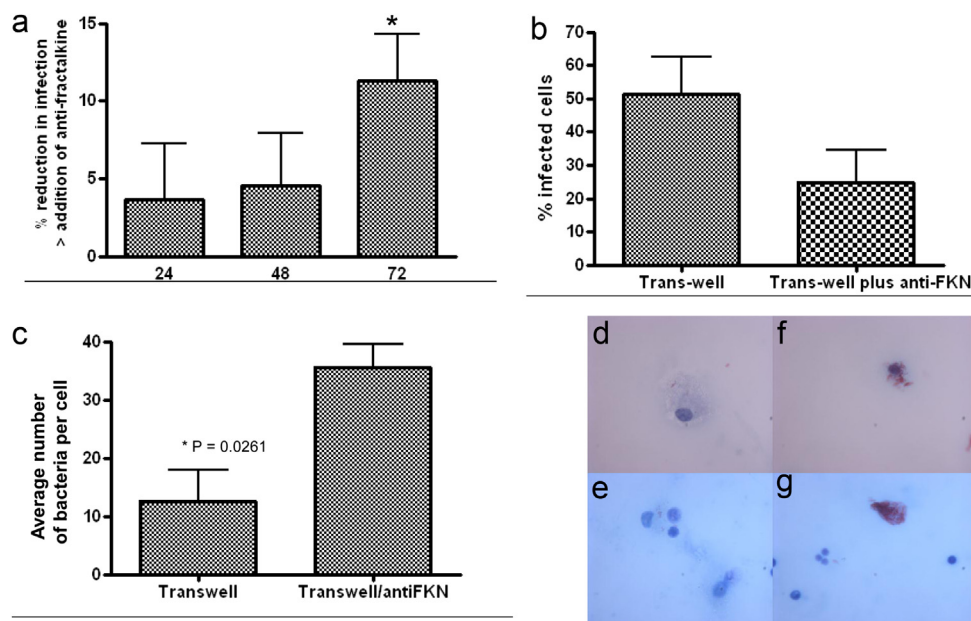 a
% reduction in infection
> addition of anti-fractalkine
15
10
5
0
*
24
48
72
b
% infected cells
70
60
50
40
30
20
10
0
Trans-well
Trans-well plus anti-FKN
c
Average number
of bacteria per cell
40
30
20
10
0
* P = 0.0261
Transwell
Transwell/antiFKN
d
f
e
g